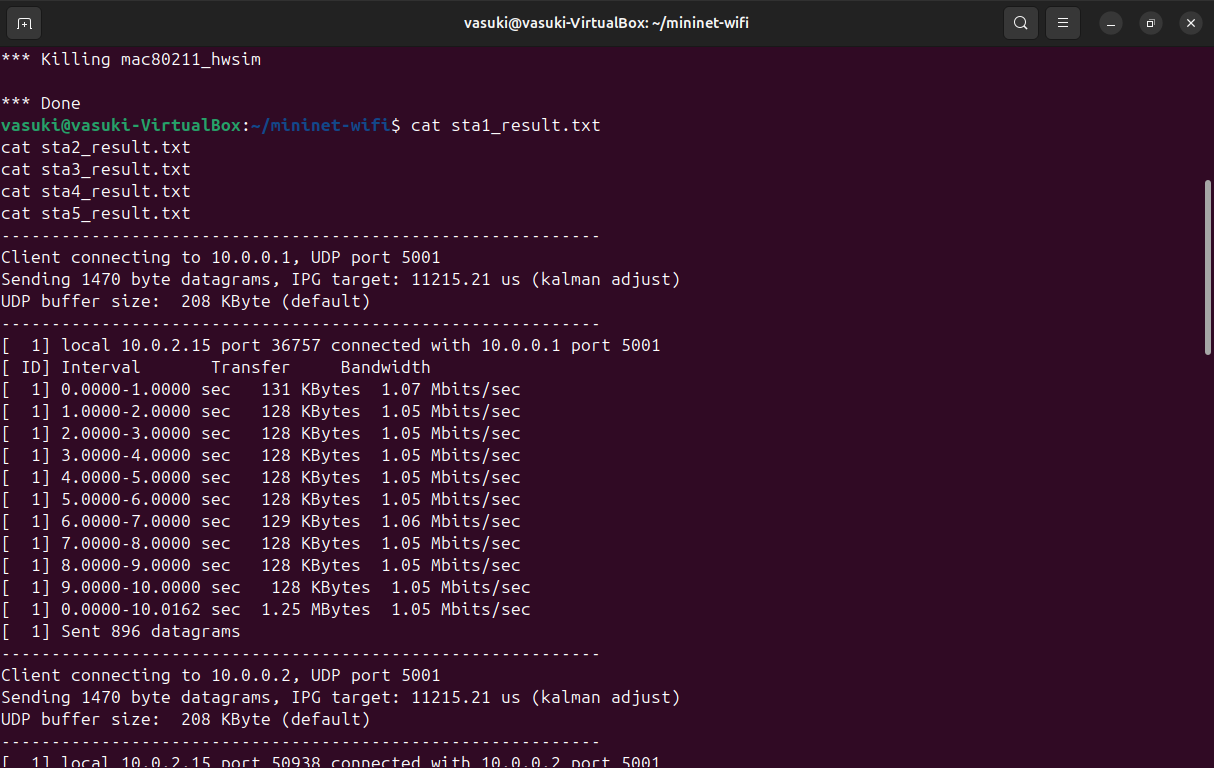 vasuki@vasuki-VirtualBox: ~/mininet-wifi
*** Killing mac80211_hwsim
*** Done
vasuki@vasuki-VirtualBox:~/mininet-wifi$ cat sta1_result.txt
cat sta2_result.txt
cat sta3_result.txt
cat sta4_result.txt
cat sta5_result.txt
------------------------------------------------------------
Client connecting to 10.0.0.1, UDP port 5001
Sending 1470 byte datagrams, IPG target: 11215.21 us (kalman adjust)
UDP buffer size:  208 KByte (default)
------------------------------------------------------------
[  1] local 10.0.2.15 port 36757 connected with 10.0.0.1 port 5001
[ ID] Interval       Transfer     Bandwidth
[  1] 0.0000-1.0000 sec   131 KBytes  1.07 Mbits/sec
[  1] 1.0000-2.0000 sec   128 KBytes  1.05 Mbits/sec
[  1] 2.0000-3.0000 sec   128 KBytes  1.05 Mbits/sec
[  1] 3.0000-4.0000 sec   128 KBytes  1.05 Mbits/sec
[  1] 4.0000-5.0000 sec   128 KBytes  1.05 Mbits/sec
[  1] 5.0000-6.0000 sec   128 KBytes  1.05 Mbits/sec
[  1] 6.0000-7.0000 sec   129 KBytes  1.06 Mbits/sec
[  1] 7.0000-8.0000 sec   128 KBytes  1.05 Mbits/sec
[  1] 8.0000-9.0000 sec   128 KBytes  1.05 Mbits/sec
[  1] 9.0000-10.0000 sec   128 KBytes  1.05 Mbits/sec
[  1] 0.0000-10.0162 sec  1.25 MBytes  1.05 Mbits/sec
[  1] Sent 896 datagrams
------------------------------------------------------------
Client connecting to 10.0.0.2, UDP port 5001
Sending 1470 byte datagrams, IPG target: 11215.21 us (kalman adjust)
UDP buffer size:  208 KByte (default)
------------------------------------------------------------
[  1] local 10.0.2.15 port 50938 connected with 10.0.0.2 port 5001